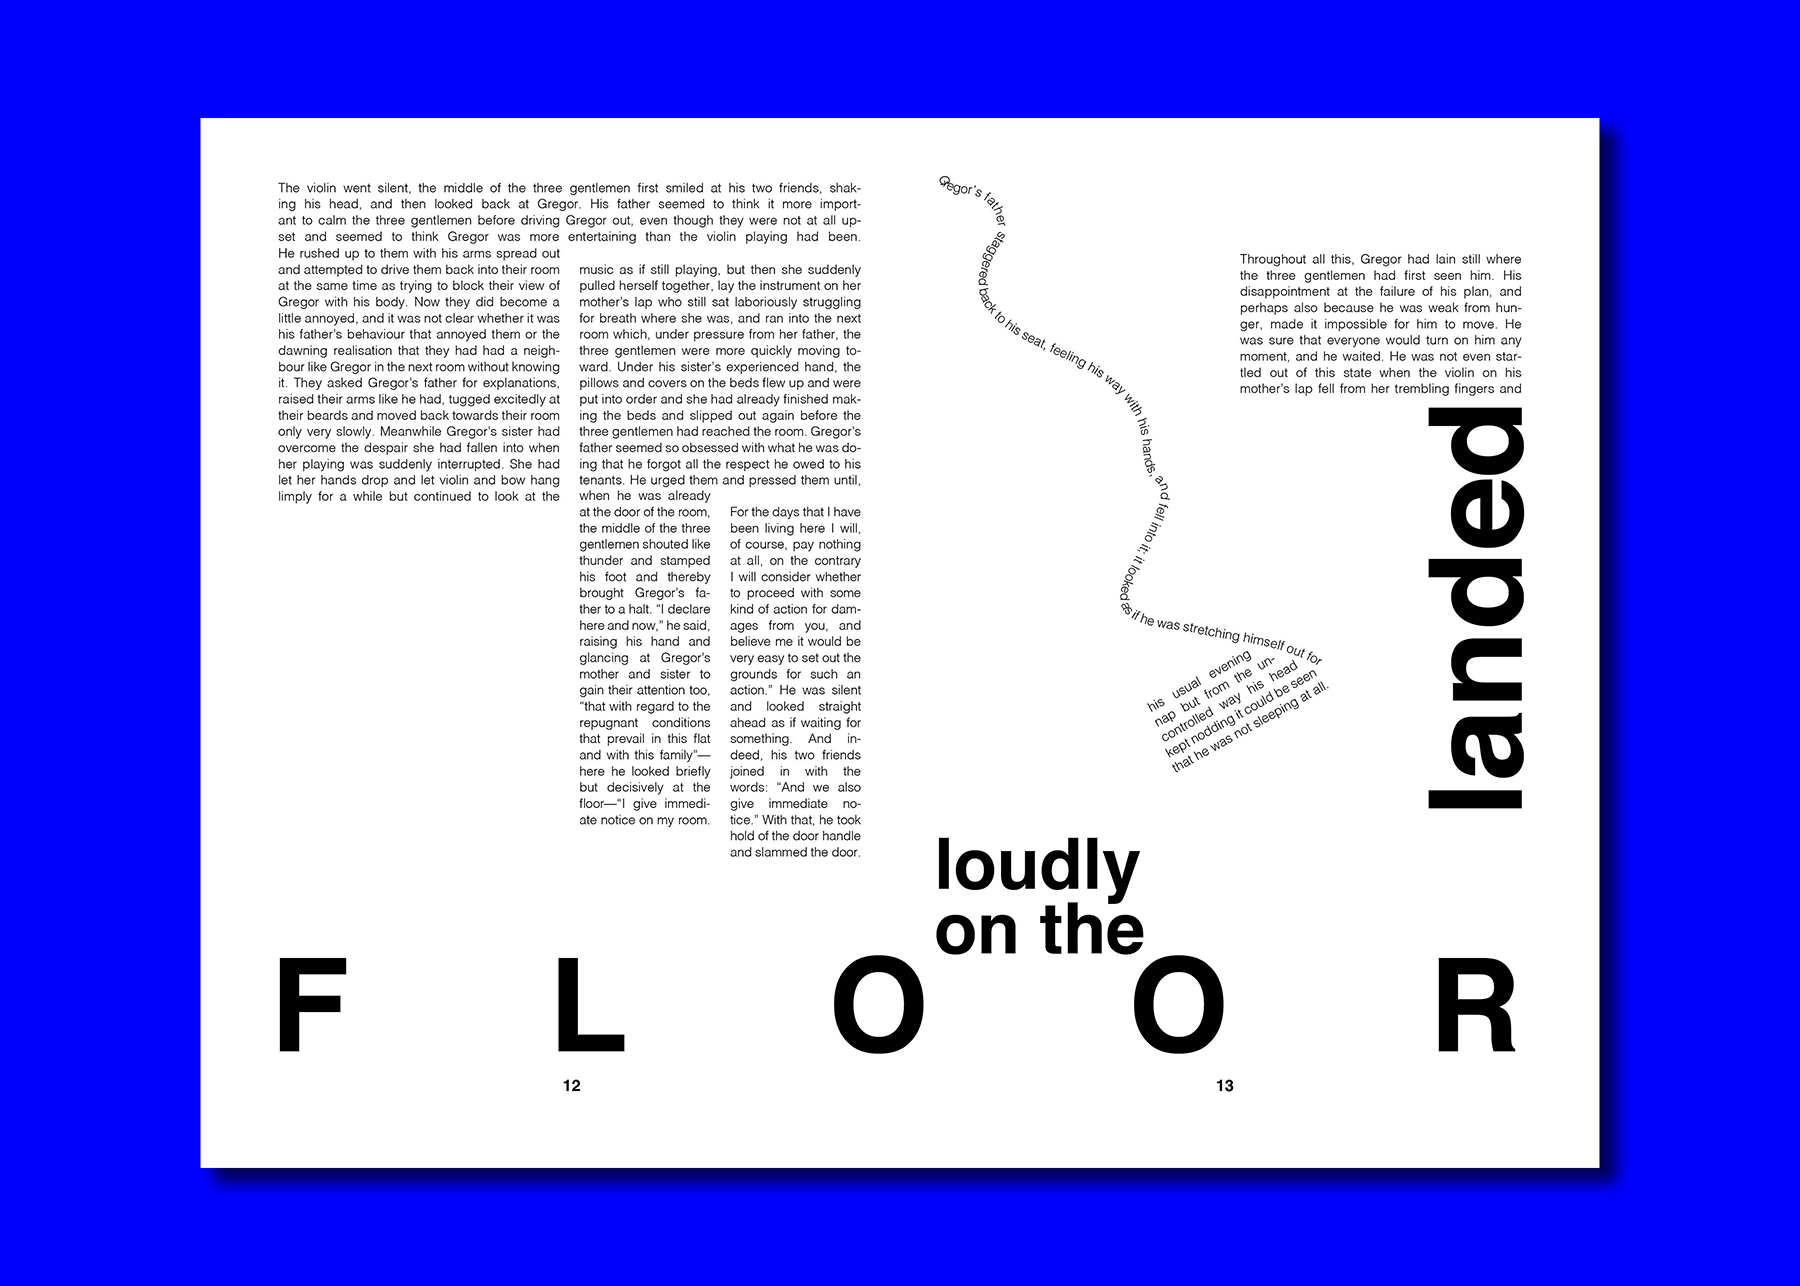 The violin went silent, the middle of the three gentlemen first smiled at his two friends, shak-
ing his head, and then looked back at Gregor. His father seemed to think it more import-
ant to calm the three gentlemen before driving Gregor out, even though they were not at all up-
set and seemed to think Gregor was more entertaining than the violin playing had been.
He rushed up to them with his arms spread out
and attempted to drive them back into their room
at the same time as trying to block their view of
Gregor with his body. Now they did become a
little annoyed, and it was not clear whether it was
his father's behaviour that annoyed them or the
dawning realisation that they had had a neigh-
bour like Gregor in the next room without knowing
it. They asked Gregor's father for explanations,
raised their arms like he had, tugged excitedly at
their beards and moved back towards their room
only very slowly. Meanwhile Gregor's sister had
overcome the despair she had fallen into when
her playing was suddenly interrupted. She had
let her hands drop and let violin and bow hang
limply for a while but continued to look at the
music as if still playing, but then she suddenly
pulled herself together, lay the instrument on her
mother's lap who still sat laboriously struggling
for breath where she was, and ran into the next
room which, under pressure from her father, the
three gentlemen were more quickly moving to-
ward. Under his sister's experienced hand, the
pillows and covers on the beds flew up and were
put into order and she had already finished mak-
ing the beds and slipped out again before the
three gentlemen had reached the room. Gregor's
father seemed so obsessed with what he was do-
ing that he forgot all the respect he owed to his
tenants. He urged them and pressed them until,
when he was already
at the door of the room,
the middle of the three
gentlemen shouted like
thunder and stamped
his foot and thereby
brought Gregor's fa-
ther to a halt. “I declare
here and now,” he said,
raising his hand and
glancing at Gregor's
mother and sister to
gain their attention too,
“that with regard to the
repugnant conditions
that prevail in this flat
and with this family”—
here he looked briefly
but decisively at the
floor—“I give immedi-
ate notice on my room.
For the days that I have
been living here I will,
of course, pay nothing
at all, on the contrary
I will consider whether
to proceed with some
kind of action for dam-
ages from you, and
believe me it would be
very easy to set out the
grounds for such an
action.” He was silent
and looked straight
ahead as if waiting for
something. And in-
deed, his two friends
joined in with the
words: “And we also
give immediate no-
tice.” With that, he took
hold of the door handle
and slammed the door.
Gregor's father staggered back to his seat, feeling his way with his hands, and fell into it; it looked as if he was stretching himself out for
his usual evening
nap but from the un-
controlled way his head
kept nodding it could be seen
that he was not sleeping at all.
Throughout all this, Gregor had lain still where
the three gentlemen had first seen him. His
disappointment at the failure of his plan, and
perhaps also because he was weak from hun-
ger, made it impossible for him to move. He
was sure that everyone would turn on him any
moment, and he waited. He was not even star-
tled out of this state when the violin on his
mother's lap fell from her trembling fingers and
landed
loudly
on the
FLOOR
12
13